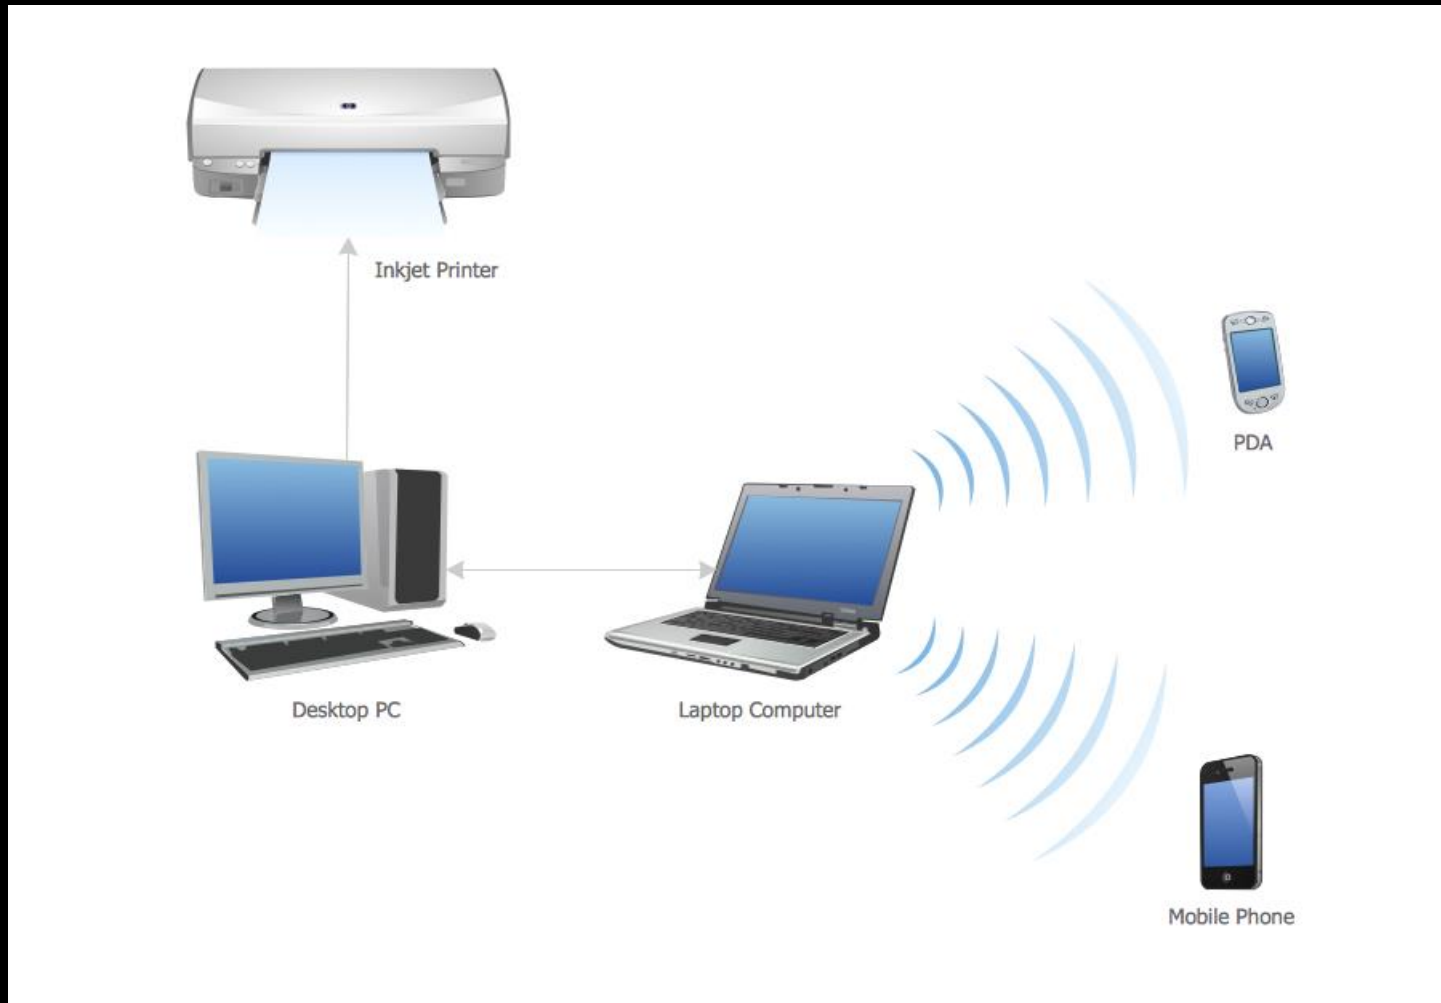 Inkjet Printer
PDA
Desktop PC
Laptop Computer
Mobile Phone